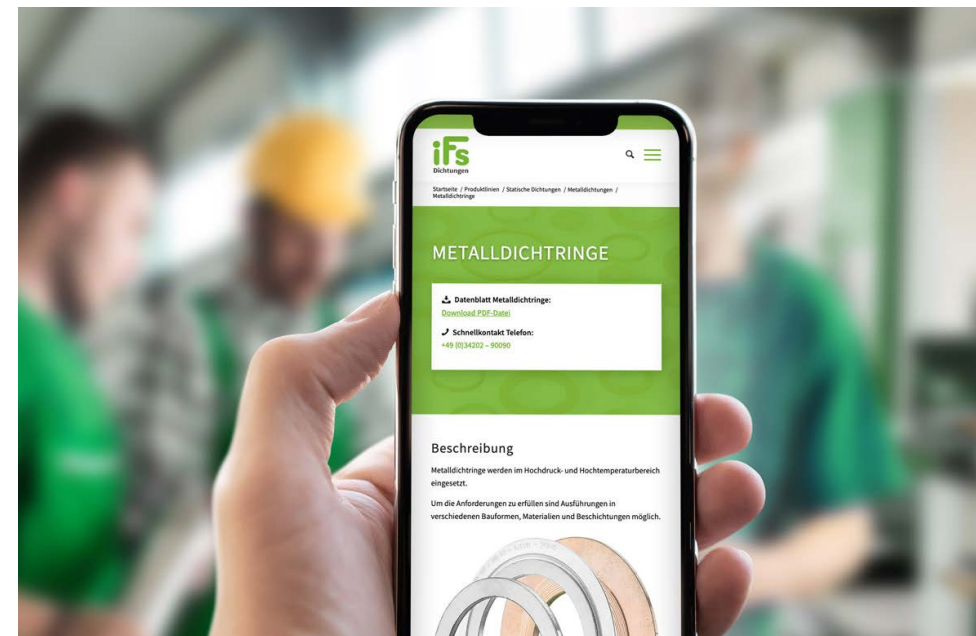 iFs
Dichtungen
Startseite / Produktlinien / Statische Dichtungen / Metalldichtungen /
Metalldichtringe
METALLDICHTRINGE
Datenblatt Metalldichtringe:
Download PDF-Datei
Schnellkontakt Telefon:
+49 (0)34202 – 90090
Beschreibung
Metalldichtringe werden im Hochdruck- und Hochtemperaturbereich
eingesetzt.
Um die Anforderungen zu erfüllen sind Ausführungen in
verschiedenen Bauformen, Materialien und Beschichtungen möglich.